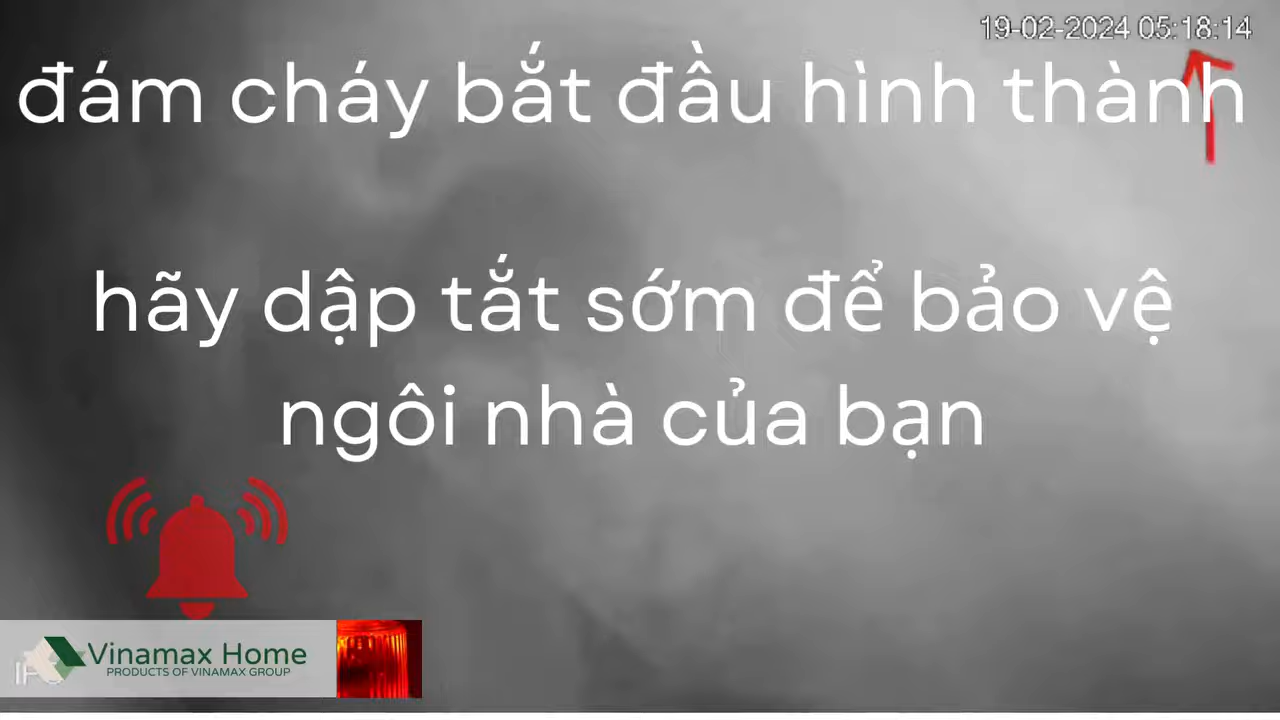 19-02-2024 05:18:14
đám cháy bắt đầu hình thành
hãy dập tắt sớm để bảo vệ
ngôi nhà của bạn
Vinamax Home
PRODUCTS OF VINAMAX GROUP